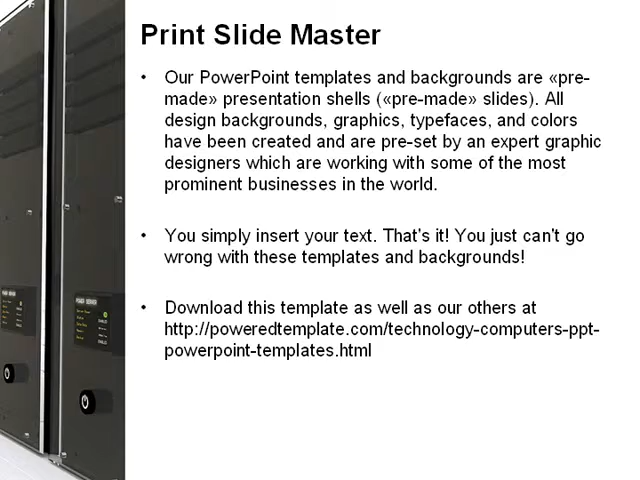 Print Slide Master
• Our PowerPoint templates and backgrounds are «pre-
made» presentation shells («pre-made» slides). All
design backgrounds, graphics, typefaces, and colors
have been created and are pre-set by an expert graphic
designers which are working with some of the most
prominent businesses in the world.
• You simply insert your text. That's it! You just can't go
wrong with these templates and backgrounds!
• Download this template as well as our others at
http://poweredtemplate.com/technology-computers-ppt-
powerpoint-templates.html
POWER SERVER
POWER SERVER